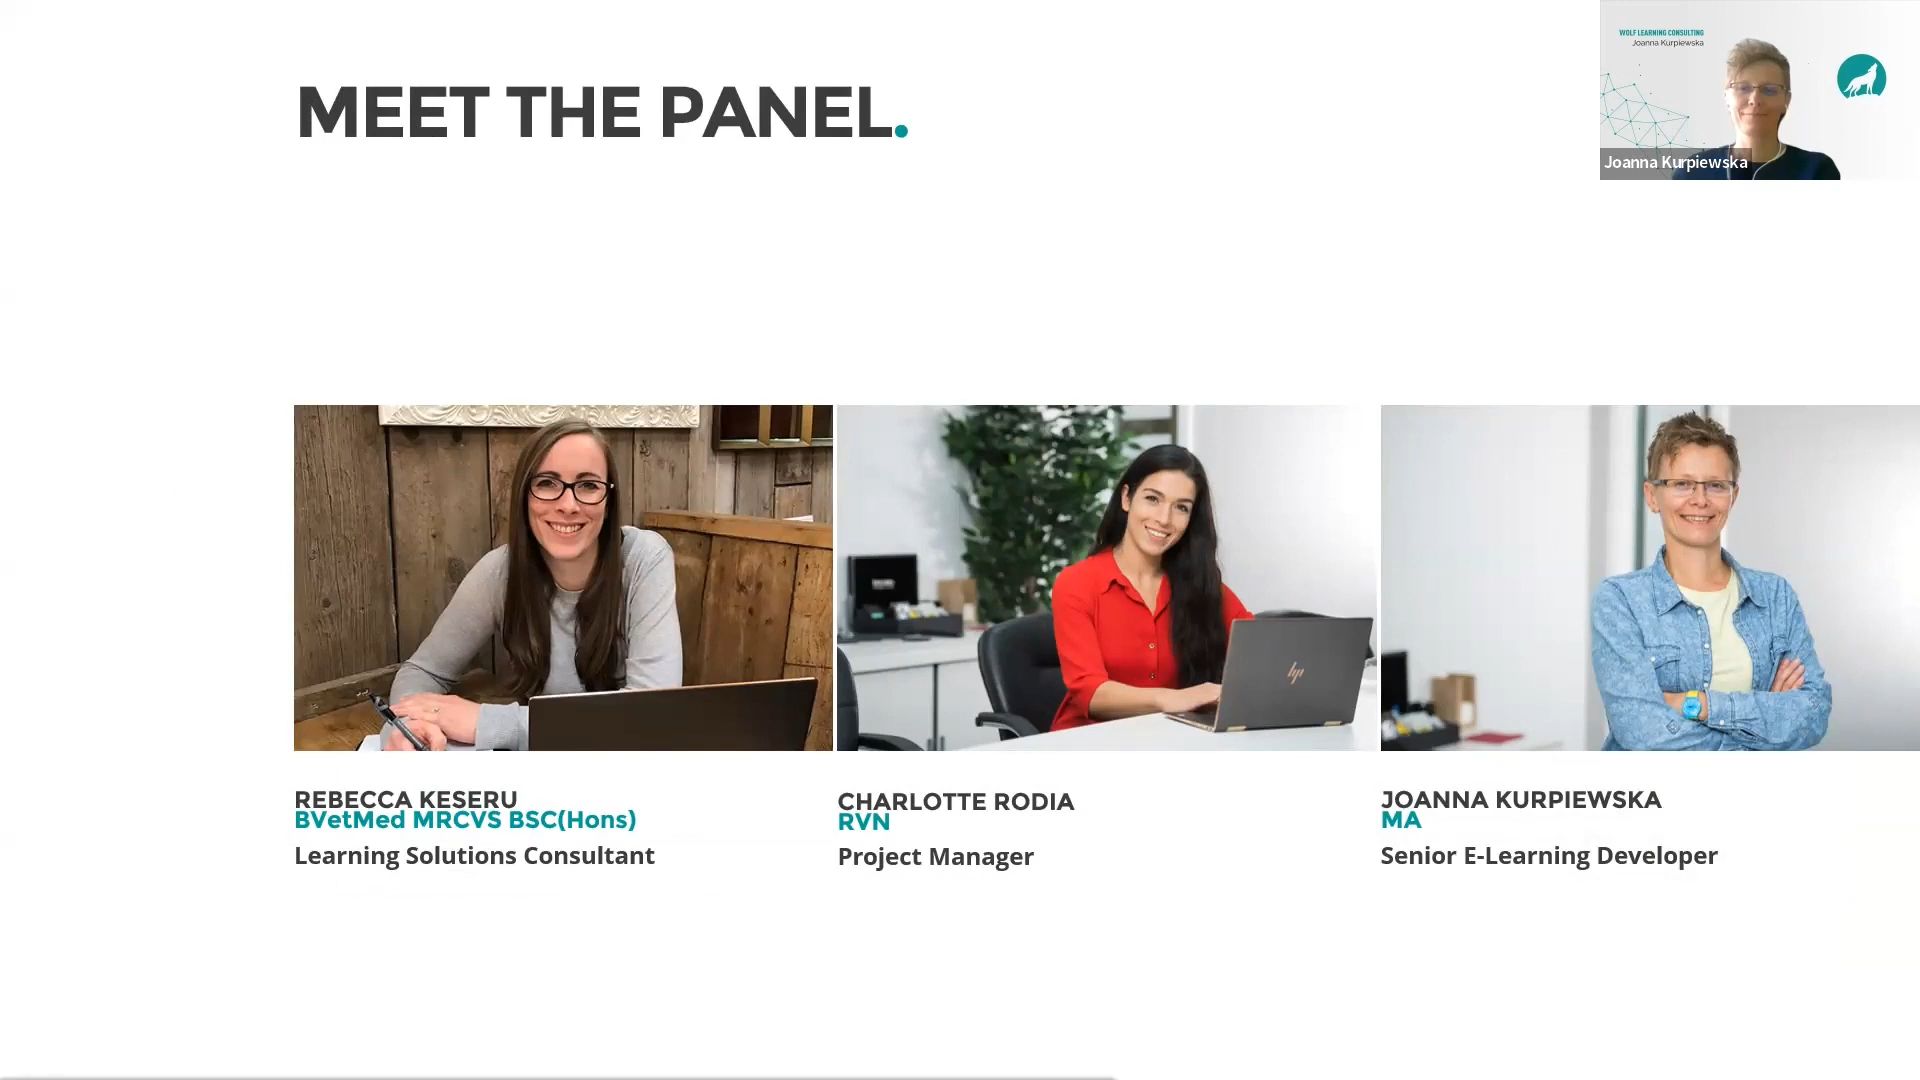 WOLF LEARNING CONSULTING
Joanna Kurpiewska
Joanna Kurpiewska
MEET THE PANEL.
hp
REBECCA KESERU
BVetMed MRCVS BSC(Hons)
Learning Solutions Consultant
CHARLOTTE RODIA
RVN
Project Manager
JOANNA KURPIEWSKA
MA
Senior E-Learning Developer